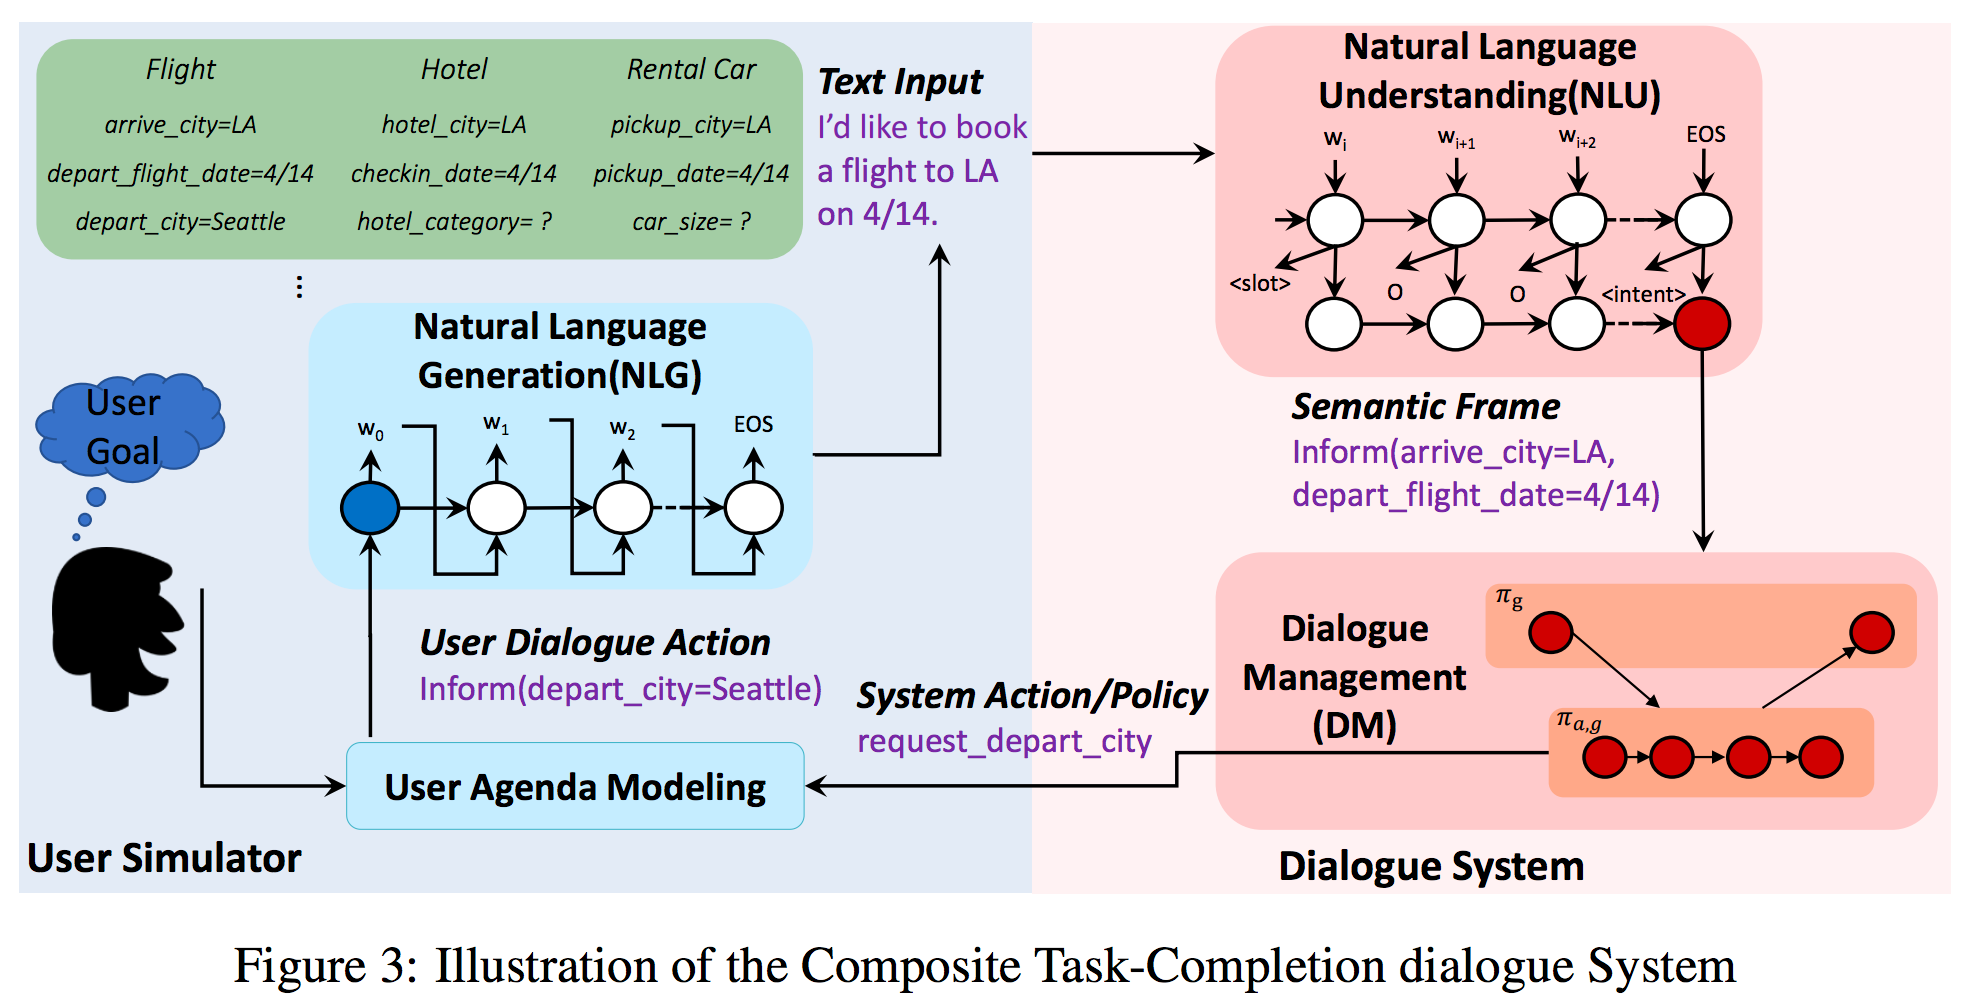 Flight Hotel Rental Car
arrive_city=LA hotel_city=LA pickup_city=LA
depart_flight_date=4/14 checkin_date=4/14 pickup_date=4/14
depart_city=Seattle hotel_category= ? car_size= ?
...
Text Input
I'd like to book
a flight to LA
on 4/14.
Natural Language
Understanding(NLU)
wi wi+1 wi+2 EOS
<slot> O O <intent>
Natural Language
Generation(NLG)
w0 w1 w2 EOS
User
Goal
Semantic Frame
Inform(arrive_city=LA,
depart_flight_date=4/14)
User Dialogue Action
Inform(depart_city=Seattle)
System Action/Policy
request_depart_city
Dialogue
Management
(DM)
πg
πa,g
User Agenda Modeling
User Simulator
Dialogue System
Figure 3: Illustration of the Composite Task-Completion dialogue System